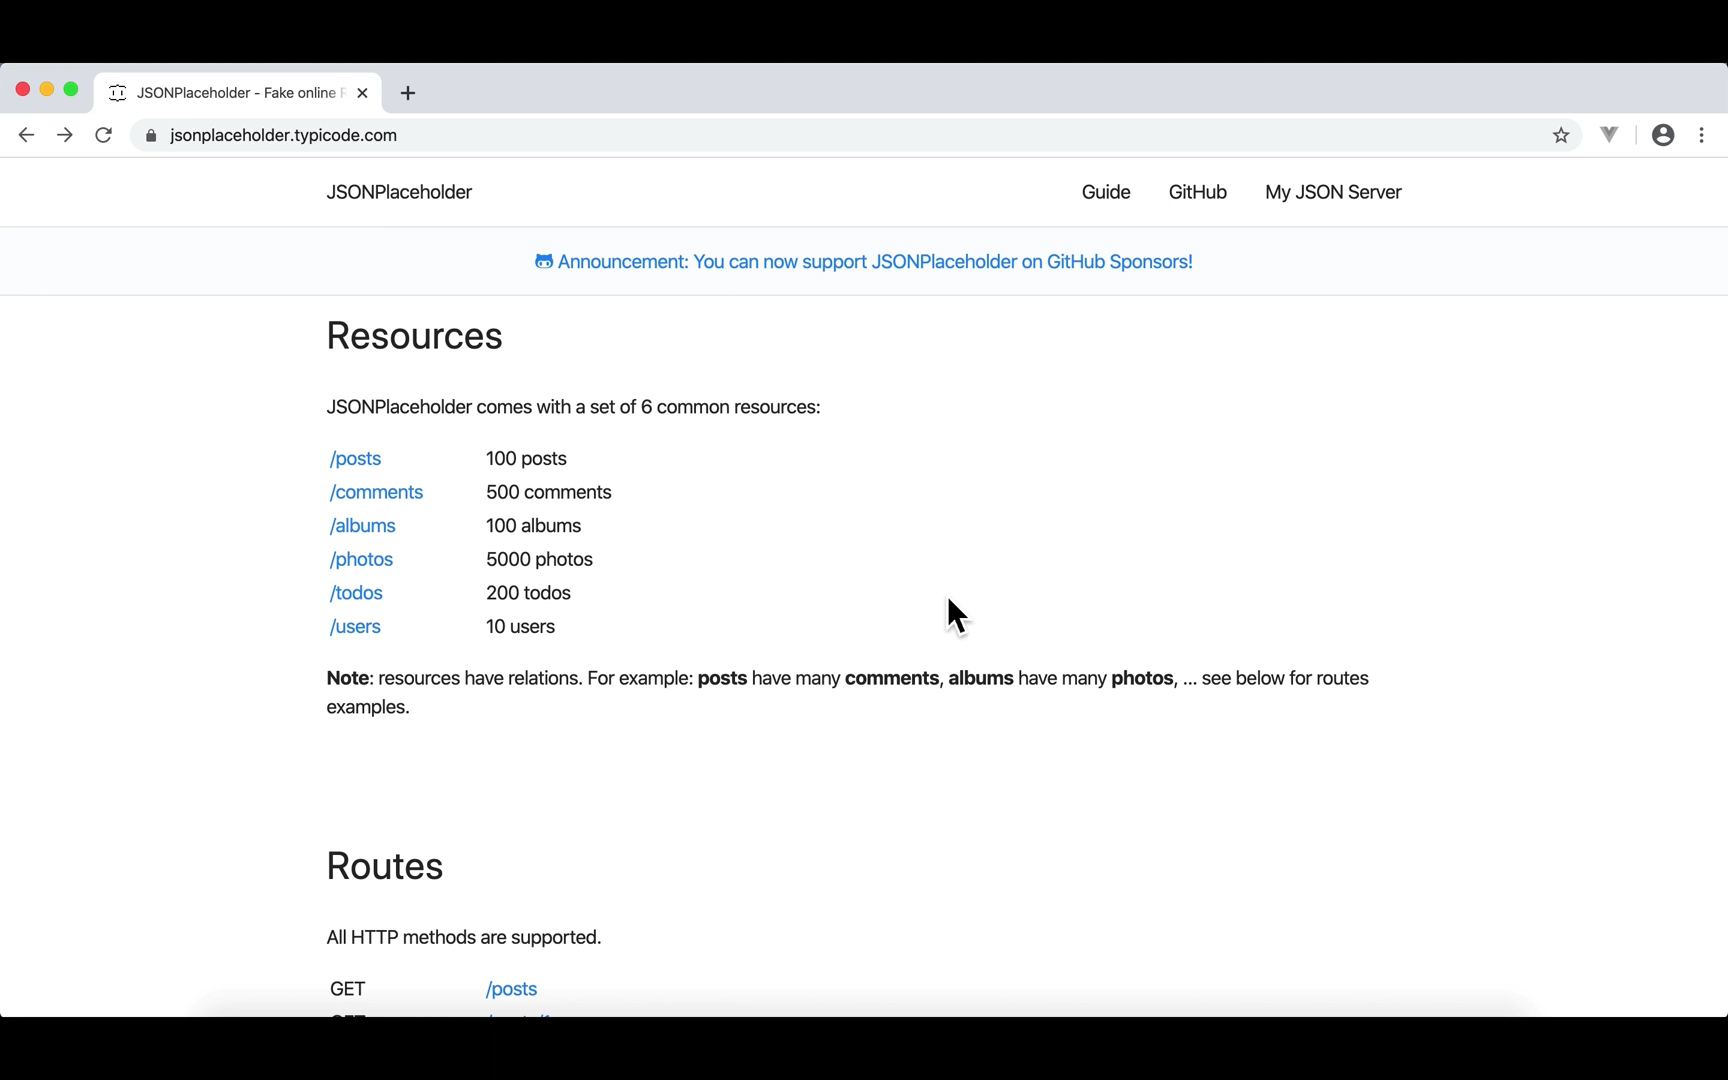 JSONPlaceholder - Fake online
jsonplaceholder.typicode.com
JSONPlaceholder Guide GitHub My JSON Server
Announcement: You can now support JSONPlaceholder on GitHub Sponsors!
Resources
JSONPlaceholder comes with a set of 6 common resources:
/posts 100 posts
/comments 500 comments
/albums 100 albums
/photos 5000 photos
/todos 200 todos
/users 10 users
Note: resources have relations. For example: posts have many comments, albums have many photos, ... see below for routes
examples.
Routes
All HTTP methods are supported.
GET /posts